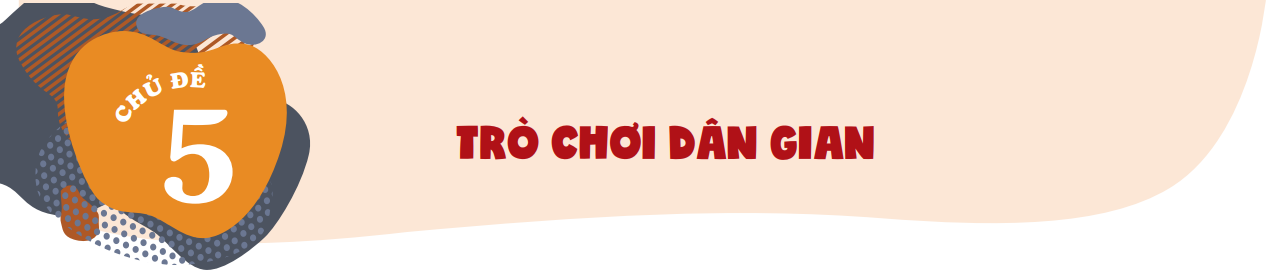 CHỦ ĐỀ
5
TRÒ CHƠI DÂN GIAN